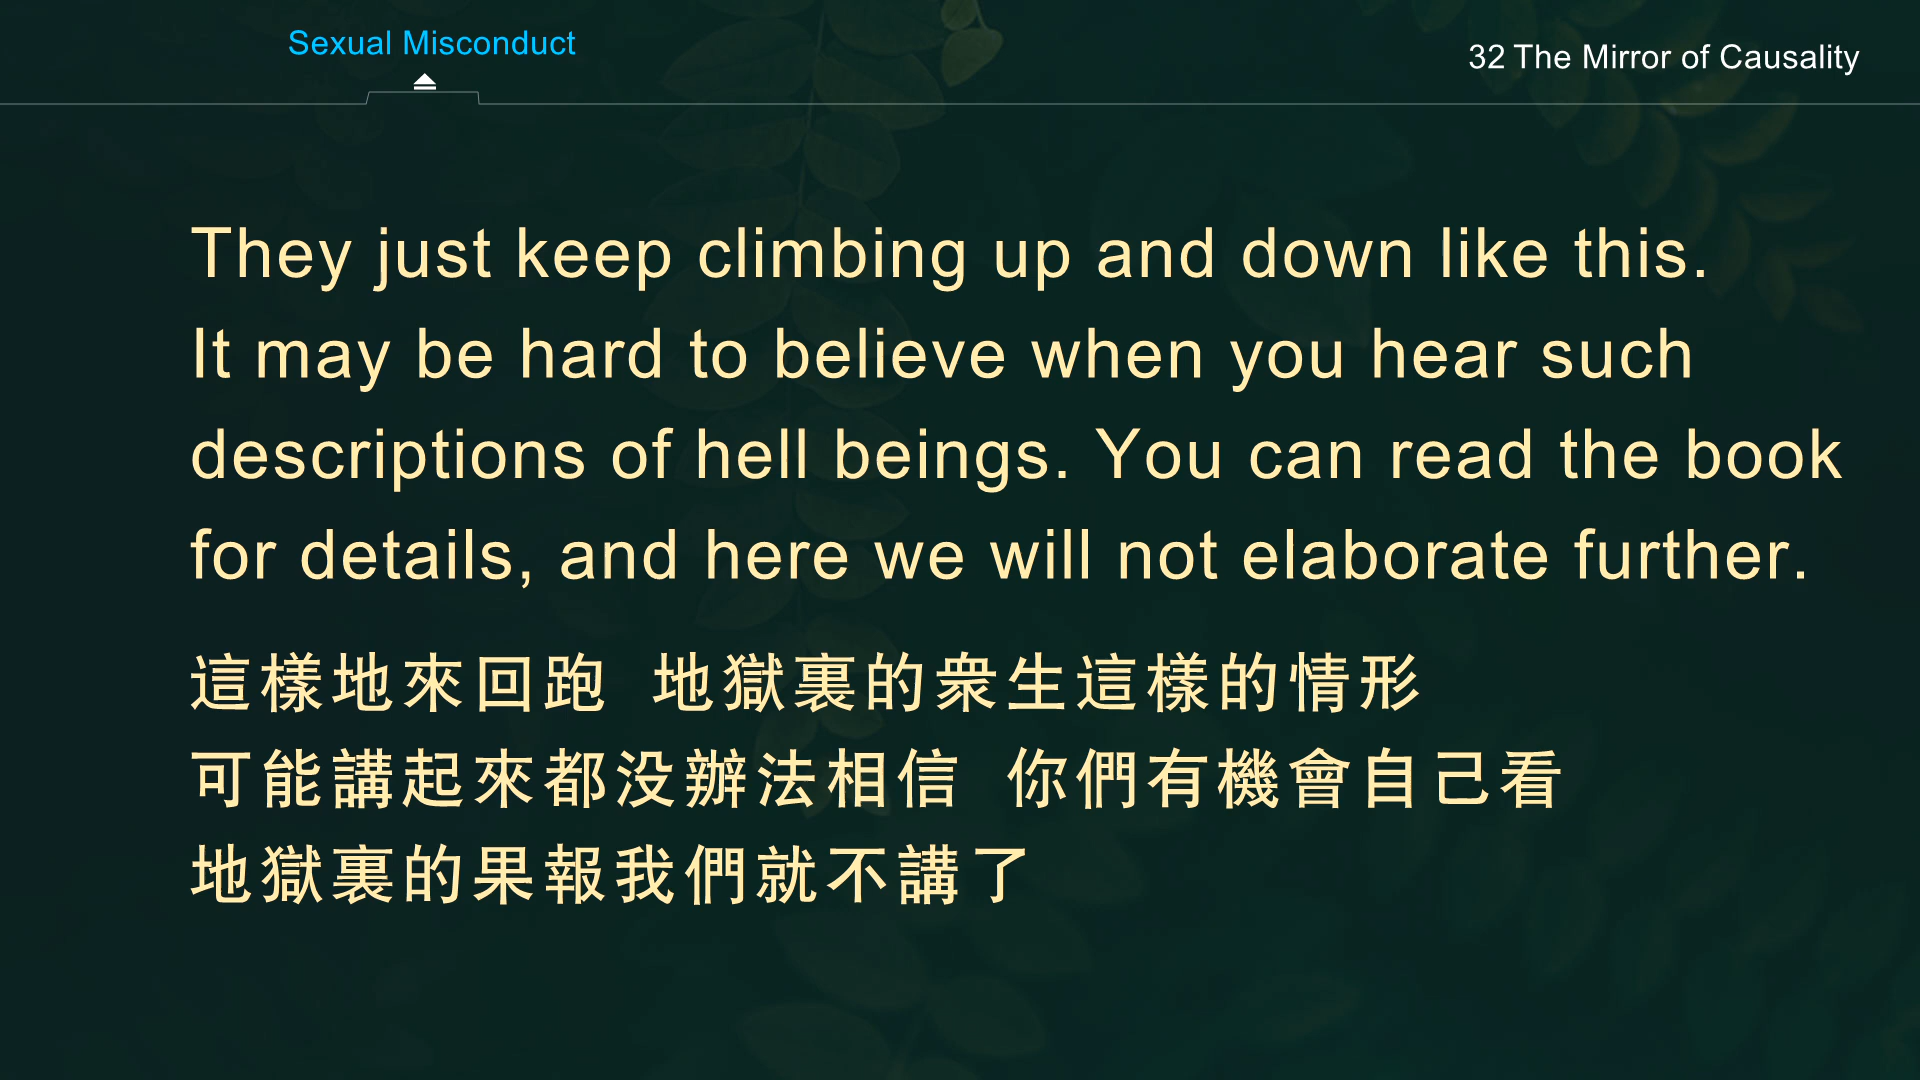 Sexual Misconduct
32 The Mirror of Causality
They just keep climbing up and down like this.
It may be hard to believe when you hear such
descriptions of hell beings. You can read the book
for details, and here we will not elaborate further.
這樣地來回跑 地獄裏的衆生這樣的情形
可能講起來都没辦法相信 你們有機會自己看
地獄裏的果報我們就不講了